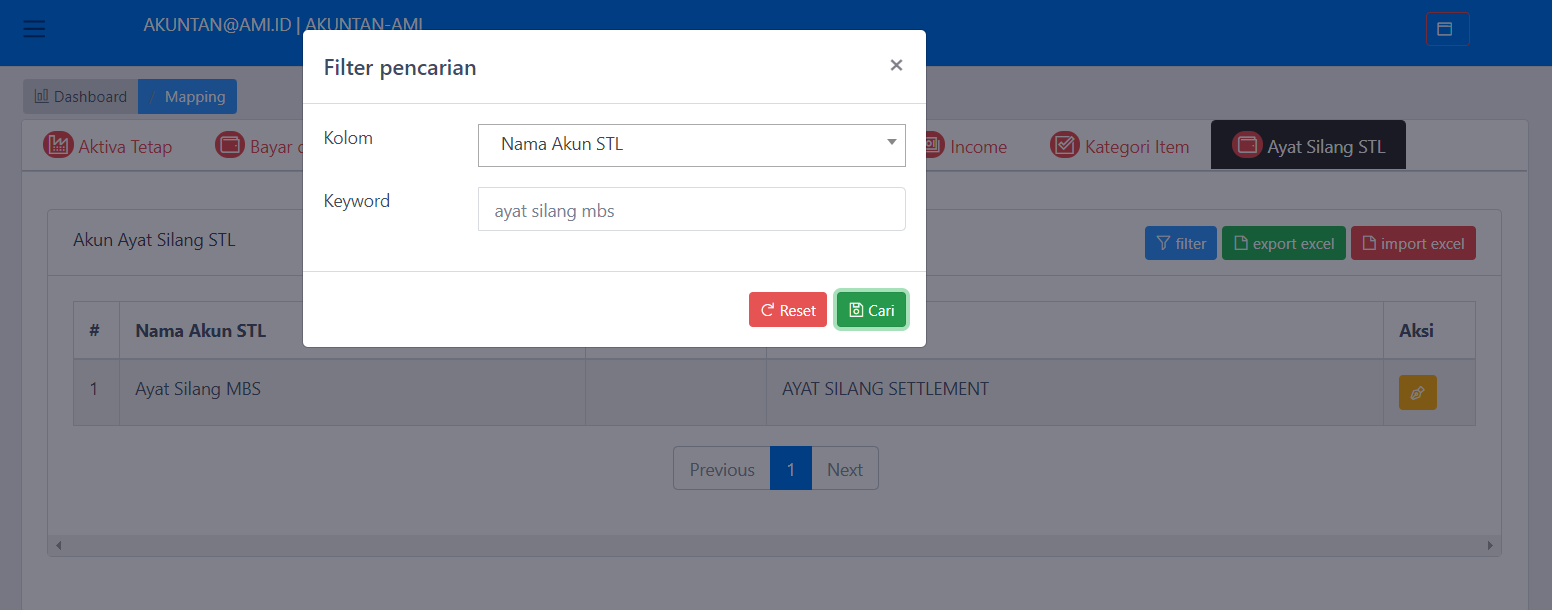 AKUNTAN@AMI.ID | AKUNTAN-AMI
Filter pencarian
×
Dashboard / Mapping
Kolom
Nama Akun STL
Aktiva Tetap
Bayar
Income
Kategori Item
Ayat Silang STL
Keyword
ayat silang mbs
Akun Ayat Silang STL
filter
export excel
import excel
Reset
Cari
# Nama Akun STL Aksi
1 Ayat Silang MBS AYAT SILANG SETTLEMENT
Previous 1 Next